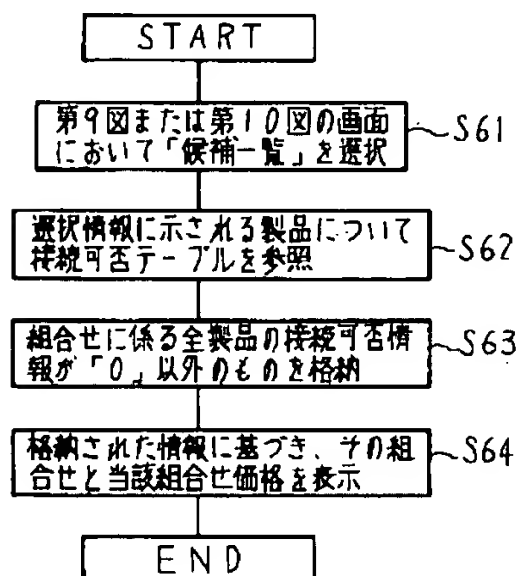 START
第9図または第10図の画面
において「候補一覧」を選択
S61
選択情報に示される製品について
接続可否テーブルを参照
S62
組合せに係る全製品の接続可否情
報が「0」以外のものを格納
S63
格納された情報に基づき、その組
合せと当該組合せ価格を表示
S64
END